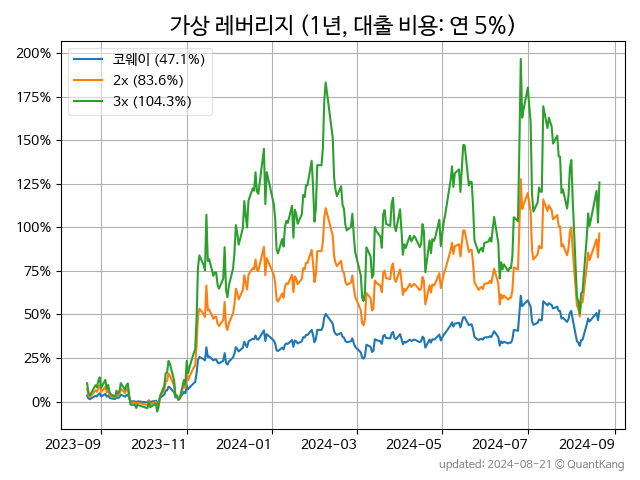 가상 레버리지 (1년, 대출 비용: 연 5%)
코웨이 (47.1%)
2x (83.6%)
3x (104.3%)
200%
175%
150%
125%
100%
75%
50%
25%
0%
2023-09 2023-11 2024-01 2024-03 2024-05 2024-07 2024-09
updated: 2024-08-21 © QuantKang